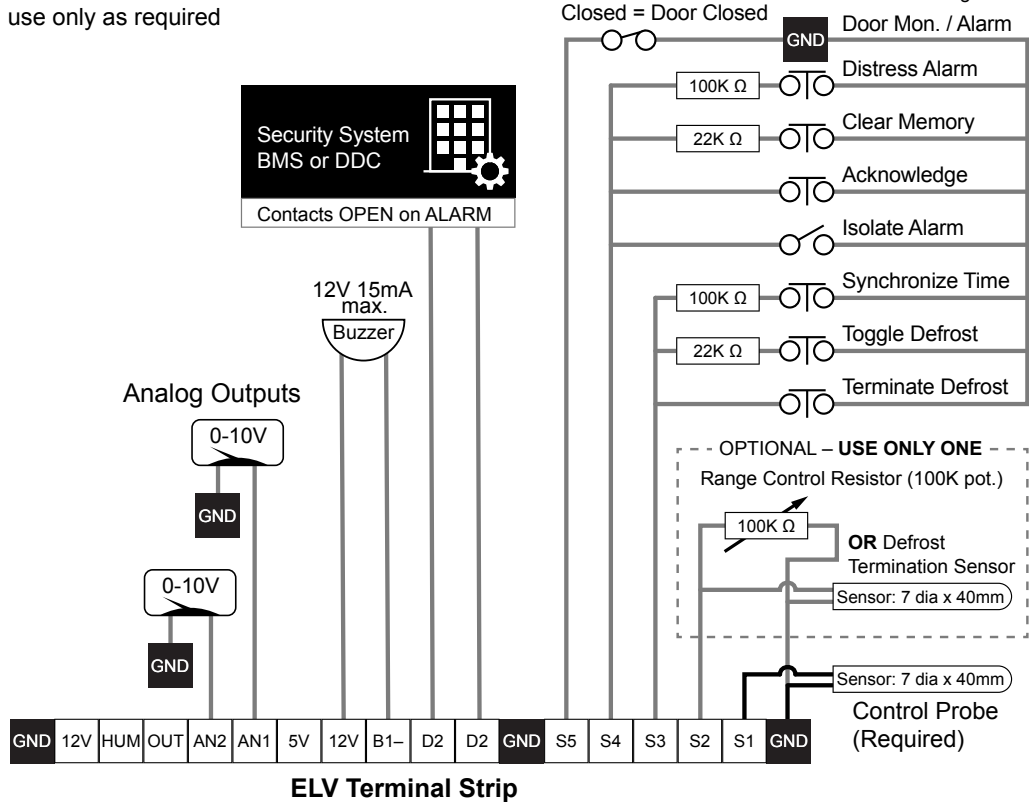 use only as required
Closed = Door Closed
GND
Door Mon. / Alarm
100K Ω
Distress Alarm
22K Ω
Clear Memory
Acknowledge
Isolate Alarm
100K Ω
Synchronize Time
22K Ω
Toggle Defrost
Terminate Defrost
Security System
BMS or DDC
Contacts OPEN on ALARM
12V 15mA
max.
Buzzer
Analog Outputs
0-10V
GND
0-10V
GND
OPTIONAL – USE ONLY ONE
Range Control Resistor (100K pot.)
100K Ω
OR Defrost
Termination Sensor
Sensor: 7 dia x 40mm
Sensor: 7 dia x 40mm
Control Probe
(Required)
GND 12V HUM OUT AN2 AN1 5V 12V B1– D2 D2 GND S5 S4 S3 S2 S1 GND
ELV Terminal Strip